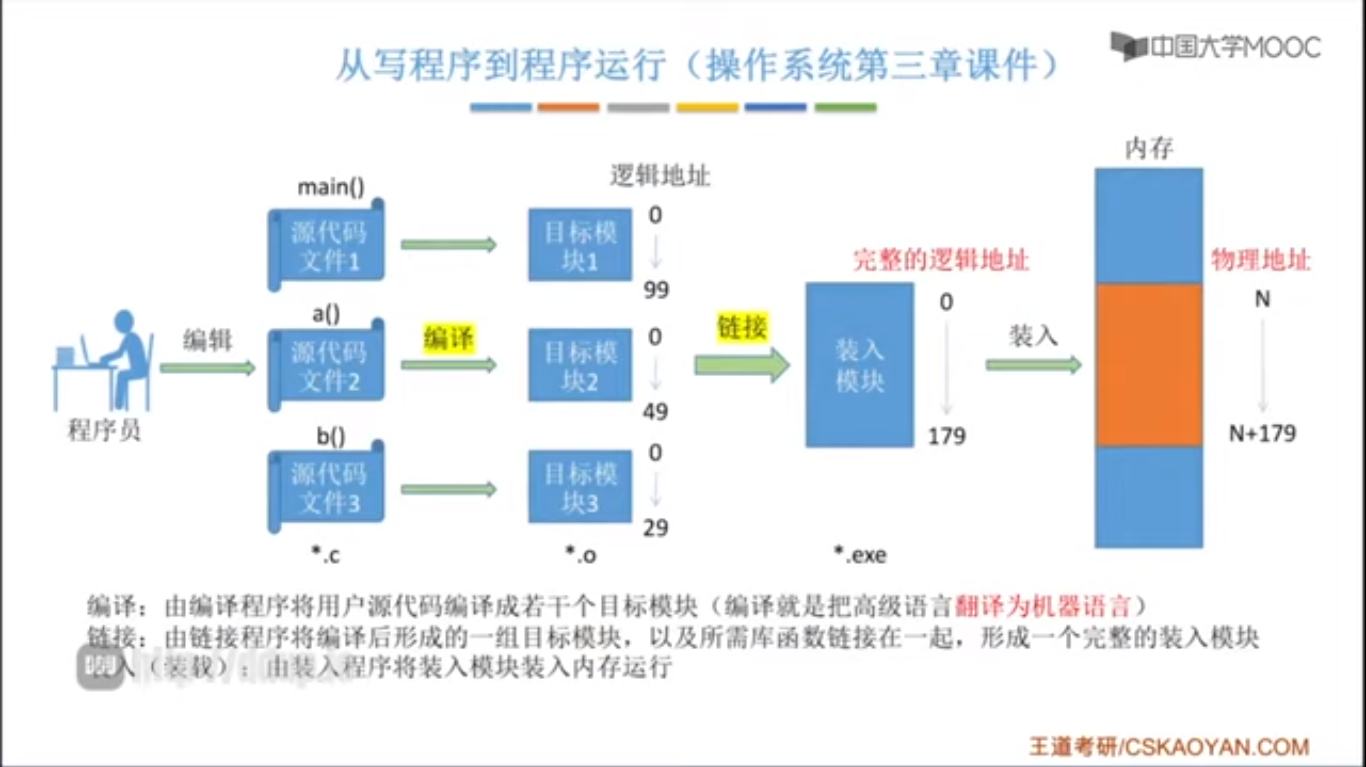 从写程序到程序运行（操作系统第三章课件）
中国大学MOOC
内存
逻辑地址
main()
源代码
文件1
目标模
块1
0
99
a()
源代码
文件2
目标模
块2
0
49
b()
源代码
文件3
目标模
块3
0
29
程序员
编辑
编译
链接
完整的逻辑地址
装入
模块
0
179
装入
物理地址
N
N+179
*.c
*.o
*.exe
编译：由编译程序将用户源代码编译成若干个目标模块（编译就是把高级语言翻译为机器语言）
链接：由链接程序将编译后形成的一组目标模块，以及所需库函数链接在一起，形成一个完整的装入模块
入（装载）：由装入程序将装入模块装入内存运行
王道考研/CSKAOYAN.COM